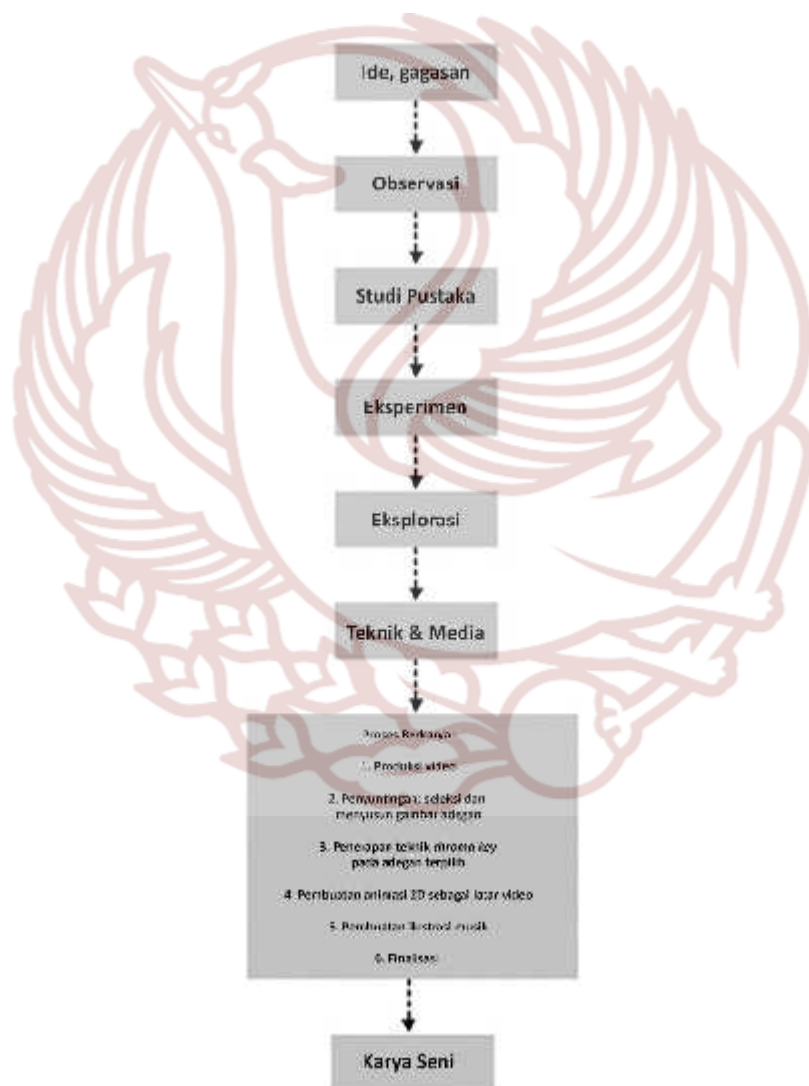 Ide, gagasan
Observasi
Studi Pustaka
Eksperimen
Eksplorasi
Teknik & Media
Proses Berkarya
1. Produksi video
2. Penyuntingan: seleksi dan
menyusun gambar adegan
3. Penerapan teknik chroma key
pada adegan terpilih
4. Pembuatan animasi 2D sebagai latar video
5. Pembuatan ilustrasi musik
6. Finalisasi
Karya Seni